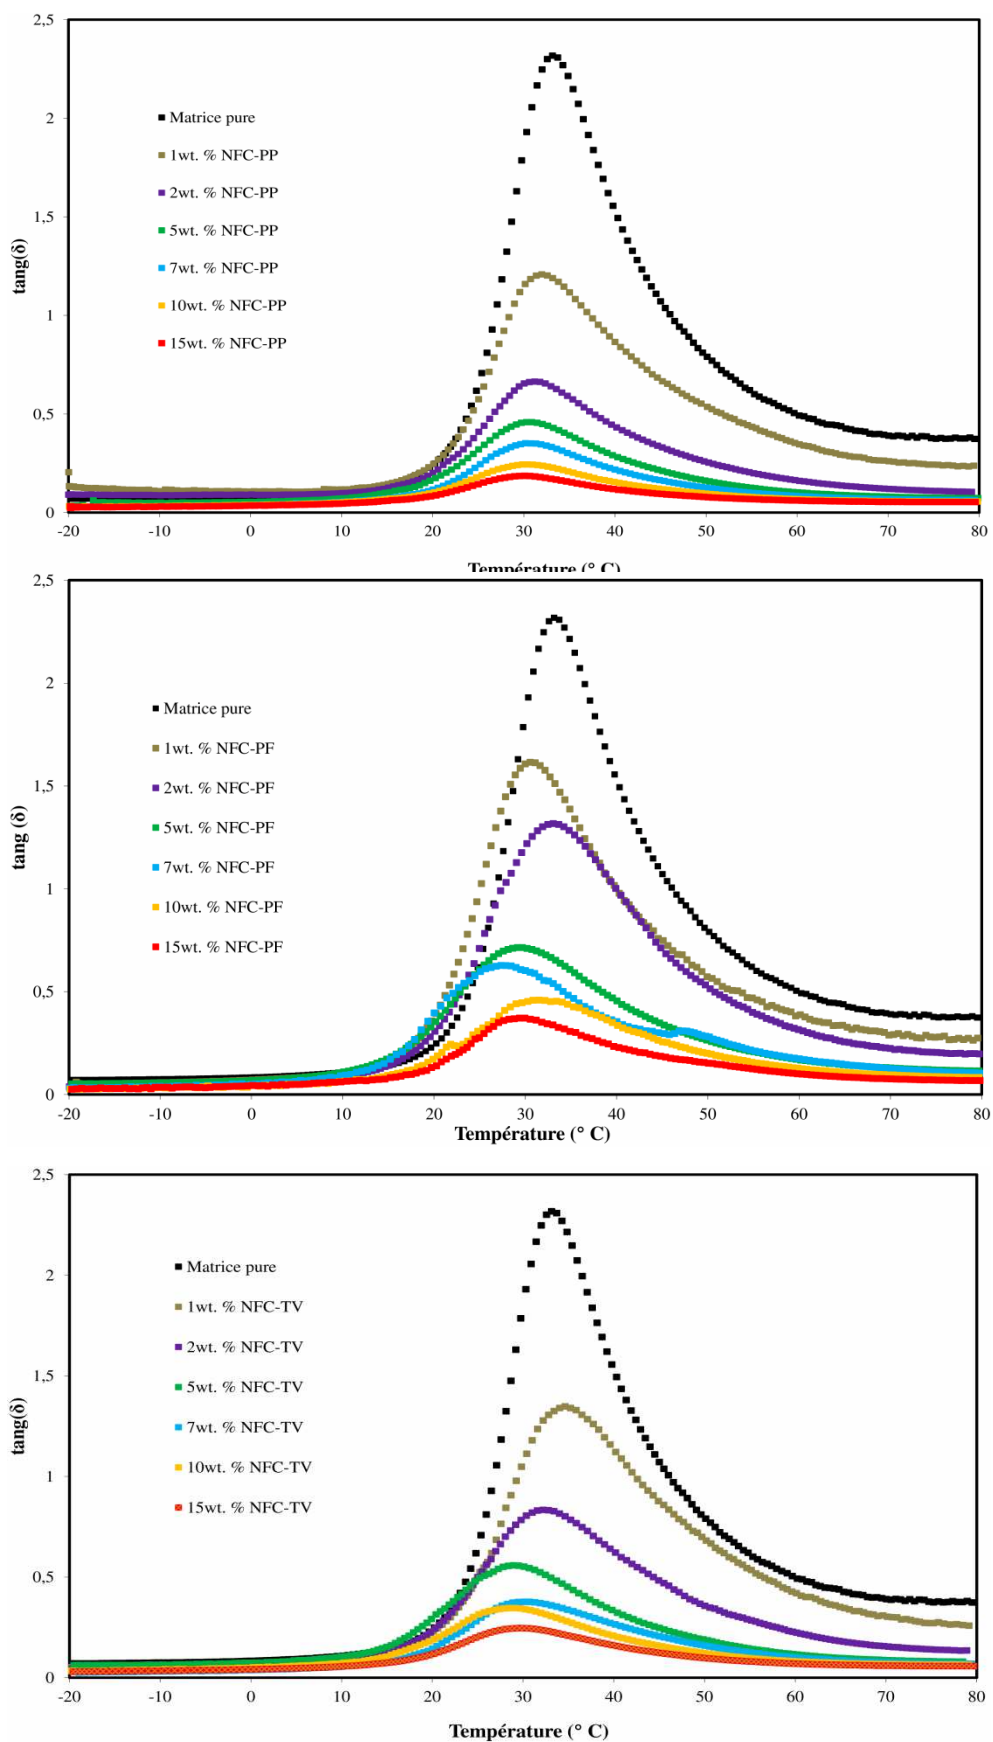 2,5
2
1,5
1
0,5
0
tang(δ)
Matrice pure
1wt. % NFC-PP
2wt. % NFC-PP
5wt. % NFC-PP
7wt. % NFC-PP
10wt. % NFC-PP
15wt. % NFC-PP
-20 -10 0 10 20 30 40 50 60 70 80
Température (° C)
2,5
2
1,5
1
0,5
0
tang (δ)
Matrice pure
1wt. % NFC-PF
2wt. % NFC-PF
5wt. % NFC-PF
7wt. % NFC-PF
10wt. % NFC-PF
15wt. % NFC-PF
-20 -10 0 10 20 30 40 50 60 70 80
Température (° C)
2,5
2
1,5
1
0,5
0
tang(δ)
Matrice pure
1wt. % NFC-TV
2wt. % NFC-TV
5wt. % NFC-TV
7wt. % NFC-TV
10wt. % NFC-TV
15wt. % NFC-TV
-20 -10 0 10 20 30 40 50 60 70 80
Température (° C)